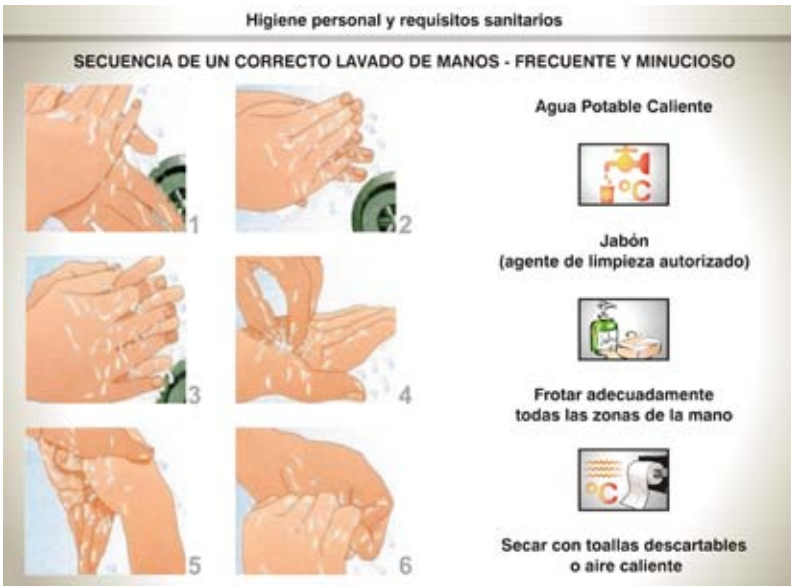 Higiene personal y requisitos sanitarios
SECUENCIA DE UN CORRECTO LAVADO DE MANOS - FRECUENTE Y MINUCIOSO
1
2
3
4
5
6
Agua Potable Caliente
°C
Jabón
(agente de limpieza autorizado)
Frotar adecuadamente
todas las zonas de la mano
°C
Secar con toallas descartables
o aire caliente